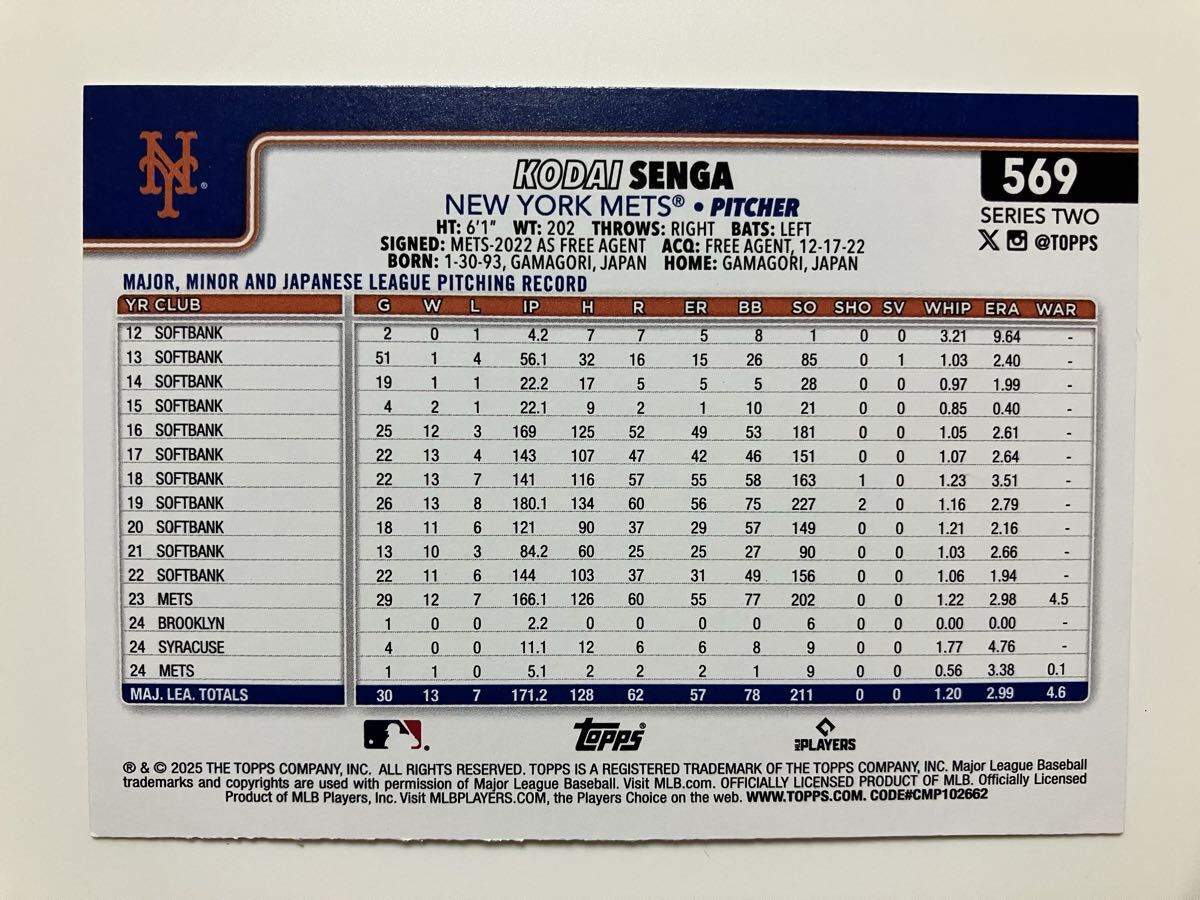 NY®
KODAI SENGA
NEW YORK METS® • PITCHER
HT: 6'1" WT: 202 THROWS: RIGHT BATS: LEFT
SIGNED: METS-2022 AS FREE AGENT ACQ: FREE AGENT, 12-17-22
BORN: 1-30-93, GAMAGORI, JAPAN HOME: GAMAGORI, JAPAN
569
SERIES TWO
X @TOPPS
MAJOR, MINOR AND JAPANESE LEAGUE PITCHING RECORD
YR CLUB G W L IP H R ER BB SO SHO SV WHIP ERA WAR
12 SOFTBANK 2 0 1 4.2 7 7 5 8 1 0 0 3.21 9.64 -
13 SOFTBANK 51 1 4 56.1 32 16 15 26 85 0 1 1.03 2.40 -
14 SOFTBANK 19 1 1 22.2 17 5 5 5 28 0 0 0.97 1.99 -
15 SOFTBANK 4 2 1 22.1 9 2 1 10 21 0 0 0.85 0.40 -
16 SOFTBANK 25 12 3 169 125 52 49 53 181 0 0 1.05 2.61 -
17 SOFTBANK 22 13 4 143 107 47 42 46 151 0 0 1.07 2.64 -
18 SOFTBANK 22 13 7 141 116 57 55 58 163 1 0 1.23 3.51 -
19 SOFTBANK 26 13 8 180.1 134 60 56 75 227 2 0 1.16 2.79 -
20 SOFTBANK 18 11 6 121 90 37 29 57 149 0 0 1.21 2.16 -
21 SOFTBANK 13 10 3 84.2 60 25 25 27 90 0 0 1.03 2.66 -
22 SOFTBANK 22 11 6 144 103 37 31 49 156 0 0 1.06 1.94 -
23 METS 29 12 7 166.1 126 60 55 77 202 0 0 1.22 2.98 4.5
24 BROOKLYN 1 0 0 2.2 0 0 0 0 6 0 0 0.00 0.00 -
24 SYRACUSE 4 0 0 11.1 12 6 6 8 9 0 0 1.77 4.76 -
24 METS 1 1 0 5.1 2 2 2 1 9 0 0 0.56 3.38 0.1
MAJ. LEA. TOTALS 30 13 7 171.2 128 62 57 78 211 0 0 1.20 2.99 4.6
TOPPS®
MLB PLAYERS
® & © 2025 THE TOPPS COMPANY, INC. ALL RIGHTS RESERVED. TOPPS IS A REGISTERED TRADEMARK OF THE TOPPS COMPANY, INC. Major League Baseball
trademarks and copyrights are used with permission of Major League Baseball. Visit MLB.com. OFFICIALLY LICENSED PRODUCT OF MLB. Officially Licensed
Product of MLB Players, Inc. Visit MLBPLAYERS.COM, the Players Choice on the web. WWW.TOPPS.COM. CODE#CMP102662